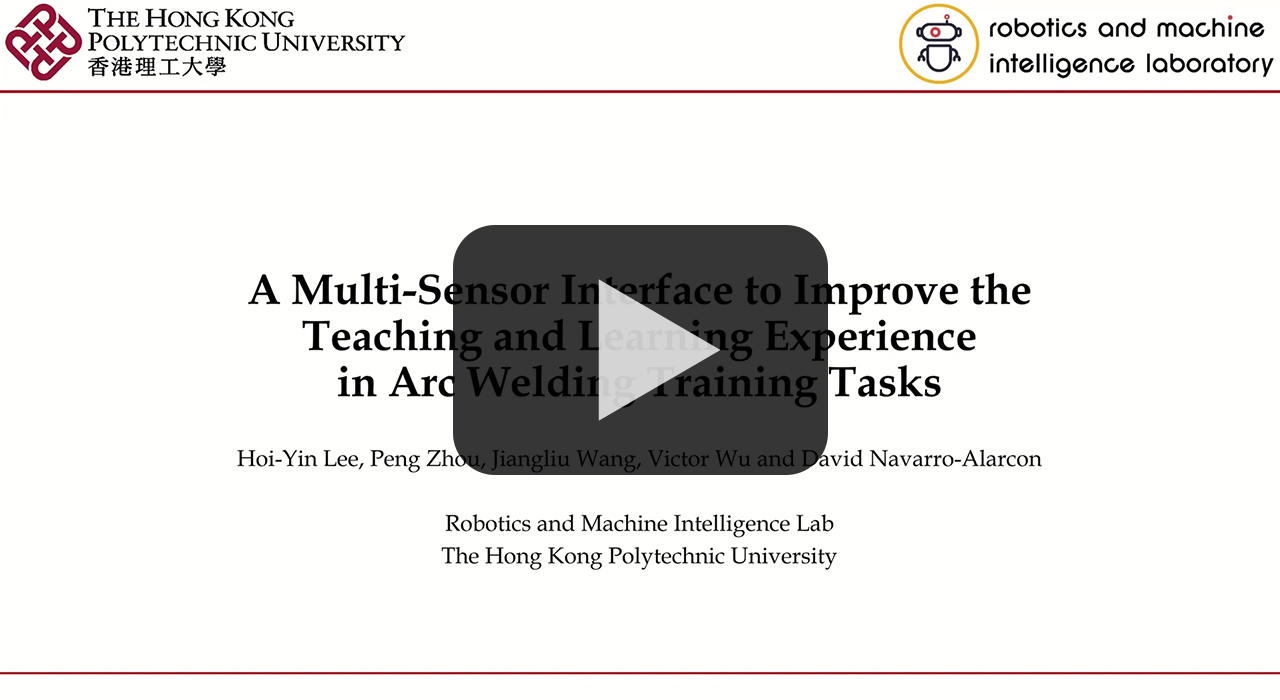 THE HONG KONG
POLYTECHNIC UNIVERSITY
香港理工大學
robotics and machine
intelligence laboratory
A Multi-Sensor Interface to Improve the
Teaching and Learning Experience
in Arc Welding Training Tasks
Hoi-Yin Lee, Peng Zhou, Jiangliu Wang, Victor Wu and David Navarro-Alarcon
Robotics and Machine Intelligence Lab
The Hong Kong Polytechnic University